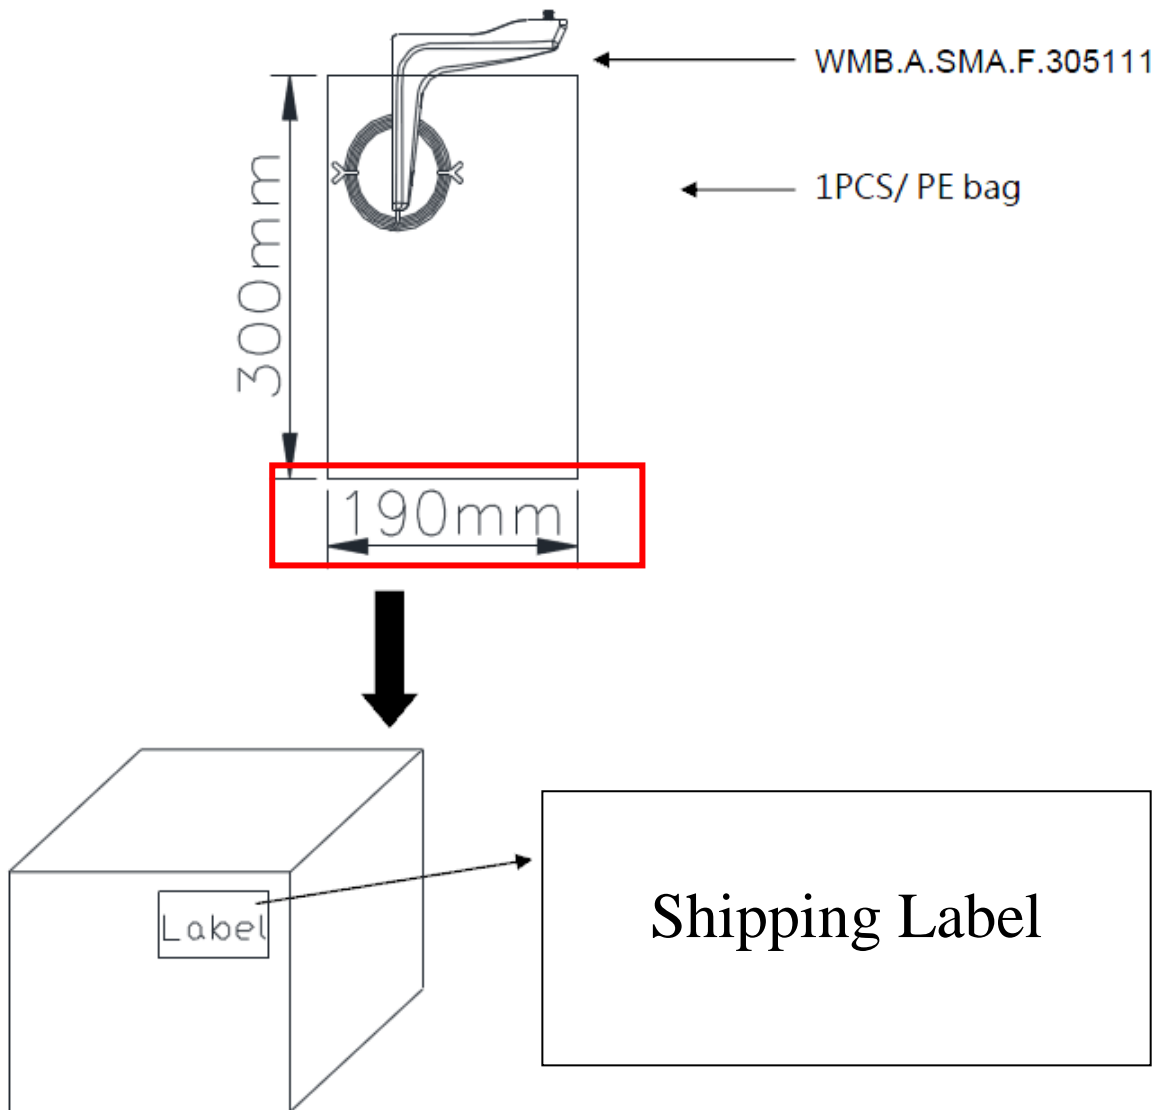 WMB.A.SMA.F.305111
1PCS/ PE bag
300mm
190mm
Label
Shipping Label